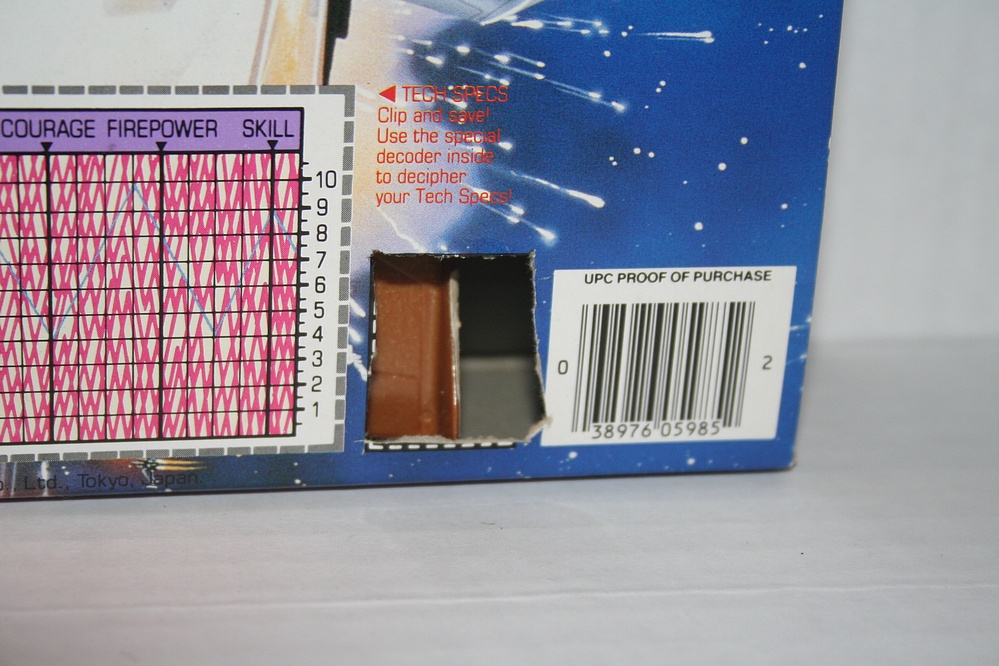 COURAGE FIREPOWER SKILL
10
9
8
7
6
5
4
3
2
1
◀ TECH SPECS
Clip and save!
Use the special
decoder inside
to decipher
your Tech Specs!
UPC PROOF OF PURCHASE
0 38976 05985 2
Ltd., Tokyo, Japan.